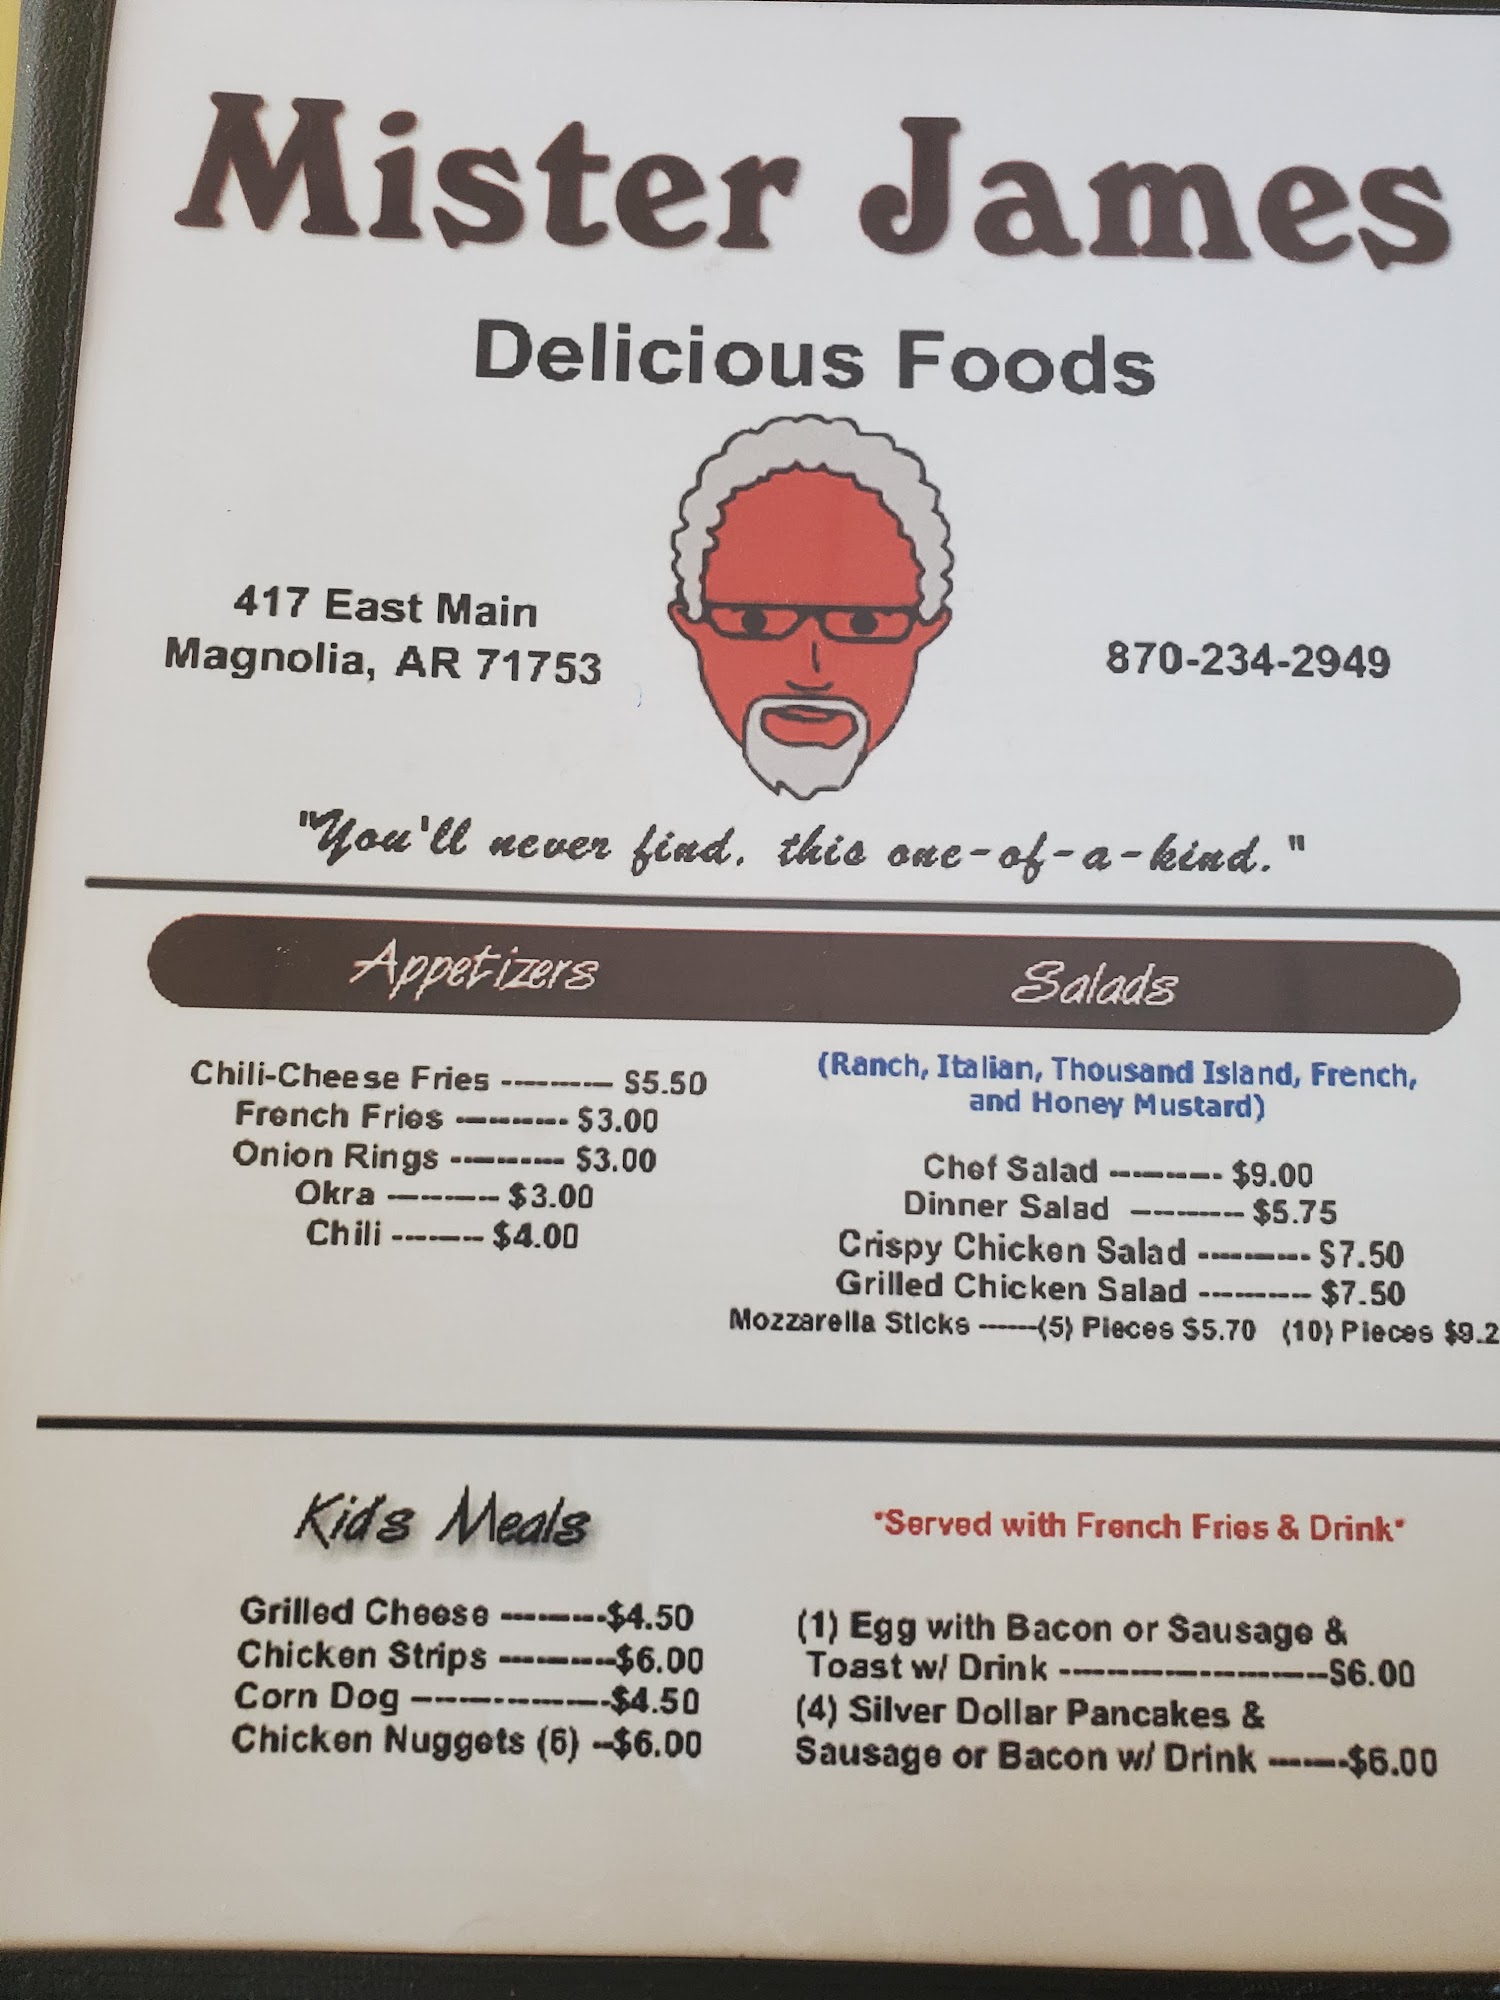 Mister James
Delicious Foods
417 East Main
Magnolia, AR 71753
870-234-2949
"You'll never find, this one-of-a-kind."
Appetizers
Chili-Cheese Fries --------- $5.50
French Fries --------- $3.00
Onion Rings --------- $3.00
Okra --------- $3.00
Chili ------- $4.00
Salads
(Ranch, Italian, Thousand Island, French,
and Honey Mustard)
Chef Salad --------- $9.00
Dinner Salad --------- $5.75
Crispy Chicken Salad --------- $7.50
Grilled Chicken Salad --------- $7.50
Mozzarella Sticks ------(5) Pieces $5.70 (10) Pieces $9.2
Kids Meals
*Served with French Fries & Drink*
Grilled Cheese ---------$4.50
Chicken Strips ----------$6.00
Corn Dog ----------------$4.50
Chicken Nuggets (6) --$6.00
(1) Egg with Bacon or Sausage &
Toast w/ Drink ----------------------$6.00
(4) Silver Dollar Pancakes &
Sausage or Bacon w/ Drink -------$6.00